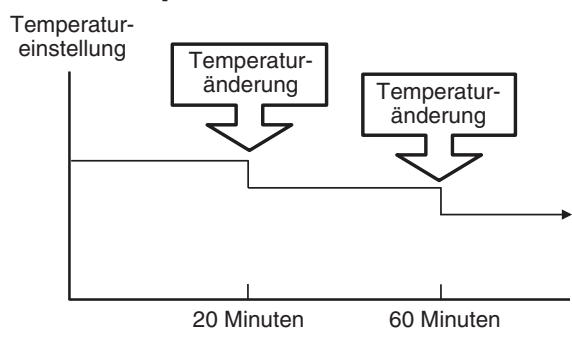 Temperatur-
einstellung
Temperatur-
änderung
Temperatur-
änderung
20 Minuten
60 Minuten